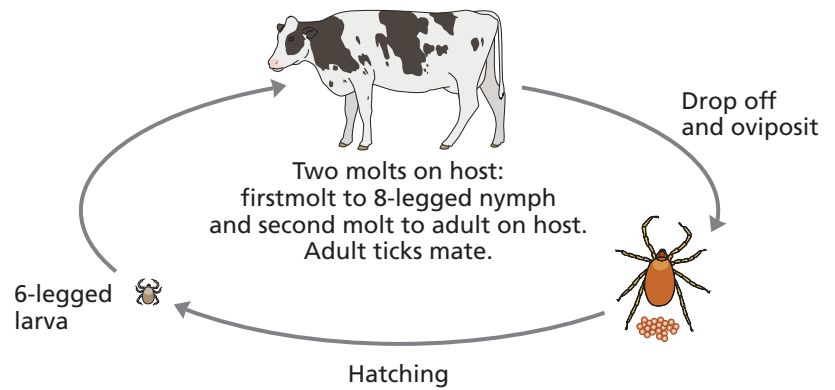 Drop off
and oviposit
Two molts on host:
firstmolt to 8-legged nymph
and second molt to adult on host.
Adult ticks mate.
6-legged
larva
Hatching